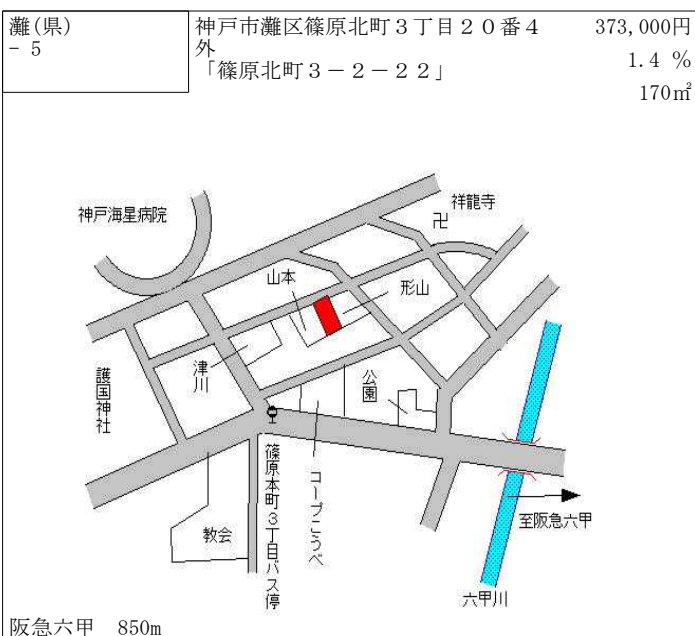 灘(県)
- 5
神戸市灘区篠原北町３丁目２０番４
外
「篠原北町３－２－２２」
373,000円
1.4 %
170㎡
神戸海星病院
祥龍寺
卍
山本
形山
津川
護国神社
公園
篠原本町３丁目バス停
コープこうべ
教会
至阪急六甲
六甲川
阪急六甲 850m